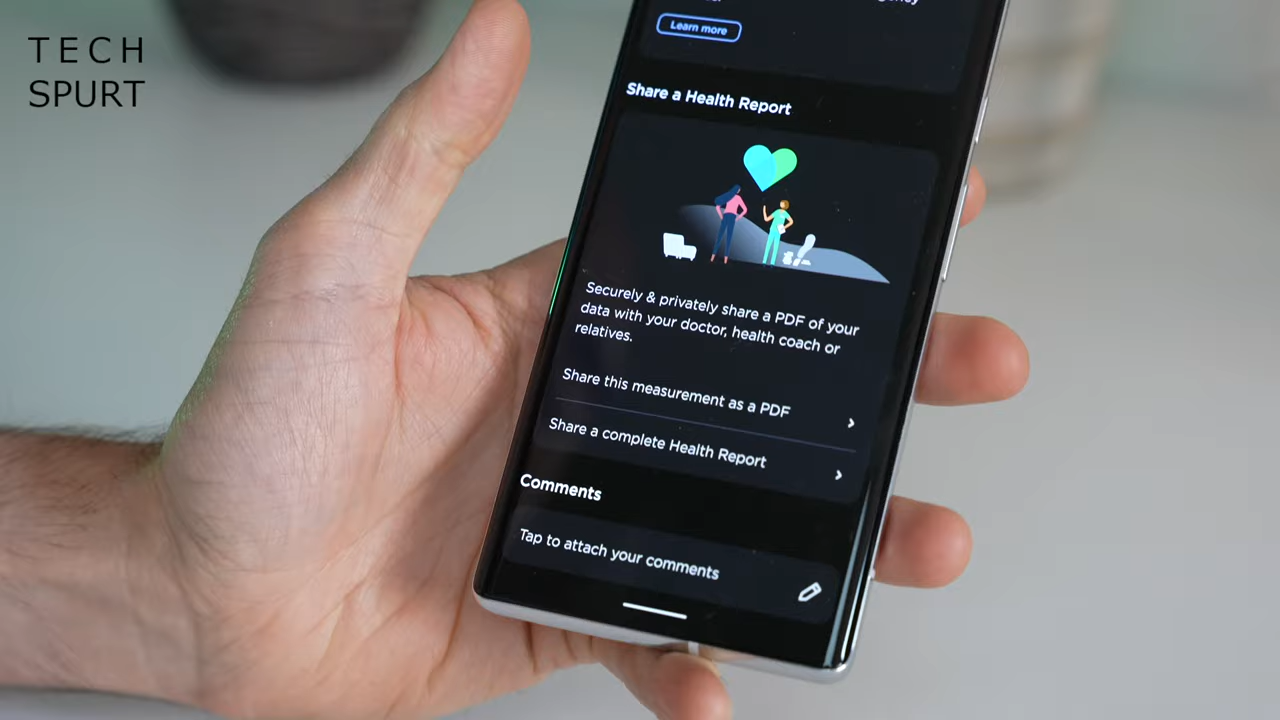 TECH
SPURT
Learn more
Share a Health Report
Securely & privately share a PDF of your
data with your doctor, health coach or
relatives.
Share this measurement as a PDF
Share a complete Health Report
Comments
Tap to attach your comments